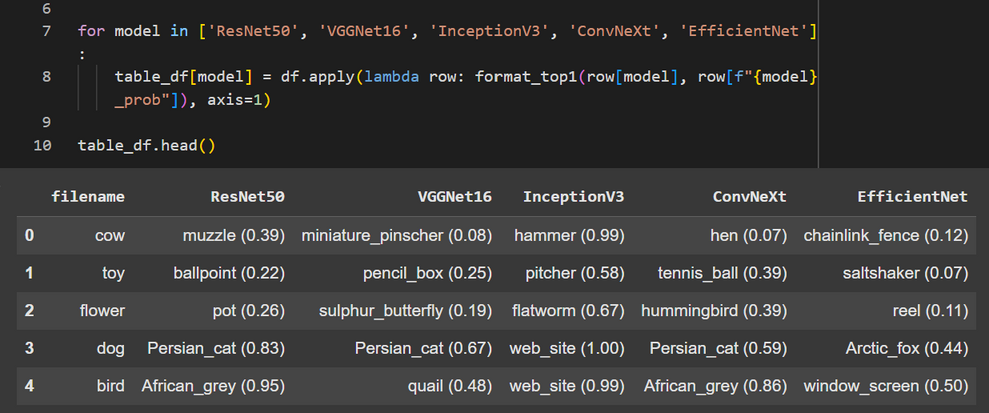 6
7 for model in ['ResNet50', 'VGGNet16', 'InceptionV3', 'ConvNeXt', 'EfficientNet']
:
8 table_df[model] = df.apply(lambda row: format_top1(row[model], row[f"{model}
_prob"]), axis=1)
9
10 table_df.head()
filename ResNet50 VGGNet16 InceptionV3 ConvNeXt EfficientNet
0 cow muzzle (0.39) miniature_pinscher (0.08) hammer (0.99) hen (0.07) chainlink_fence (0.12)
1 toy ballpoint (0.22) pencil_box (0.25) pitcher (0.58) tennis_ball (0.39) saltshaker (0.07)
2 flower pot (0.26) sulphur_butterfly (0.19) flatworm (0.67) hummingbird (0.39) reel (0.11)
3 dog Persian_cat (0.83) Persian_cat (0.67) web_site (1.00) Persian_cat (0.59) Arctic_fox (0.44)
4 bird African_grey (0.95) quail (0.48) web_site (0.99) African_grey (0.86) window_screen (0.50)